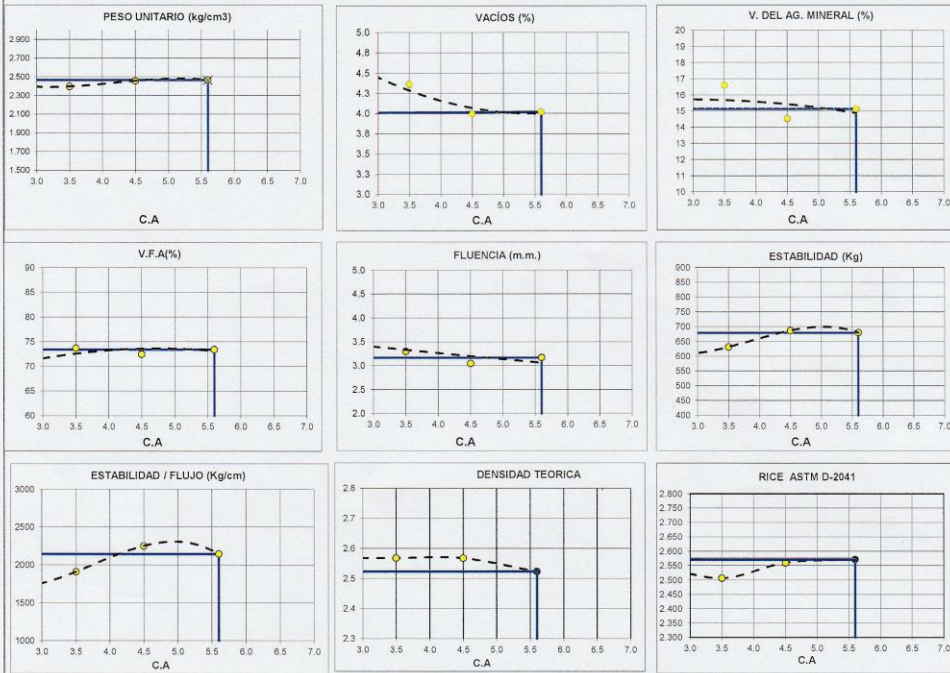 PESO UNITARIO (kg/cm3)
2.900
2.700
2.500
2.300
2.100
1.900
1.700
1.500
3.0 3.5 4.0 4.5 5.0 5.5 6.0 6.5 7.0
C.A
VACÍOS (%)
5.0
4.8
4.5
4.3
4.0
3.8
3.5
3.3
3.0
3.0 3.5 4.0 4.5 5.0 5.5 6.0 6.5 7.0
C.A
V. DEL AG. MINERAL (%)
20
19
18
17
16
15
14
13
12
11
10
3.0 3.5 4.0 4.5 5.0 5.5 6.0 6.5 7.0
C.A
V.F.A(%)
90
85
80
75
70
65
60
3.0 3.5 4.0 4.5 5.0 5.5 6.0 6.5 7.0
C.A
FLUENCIA (m.m.)
5.0
4.5
4.0
3.5
3.0
2.5
2.0
3.0 3.5 4.0 4.5 5.0 5.5 6.0 6.5 7.0
C.A
ESTABILIDAD (Kg)
900
850
800
750
700
650
600
550
500
450
400
3.0 3.5 4.0 4.5 5.0 5.5 6.0 6.5 7.0
C.A
ESTABILIDAD / FLUJO (Kg/cm)
3000
2500
2000
1500
1000
3.0 3.5 4.0 4.5 5.0 5.5 6.0 6.5 7.0
C.A
DENSIDAD TEORICA
2.8
2.7
2.6
2.5
2.4
2.3
3.0 3.5 4.0 4.5 5.0 5.5 6.0 6.5 7.0
C.A
RICE ASTM D-2041
2.800
2.750
2.700
2.650
2.600
2.550
2.500
2.450
2.400
2.350
2.300
3.0 3.5 4.0 4.5 5.0 5.5 6.0 6.5 7.0
C.A